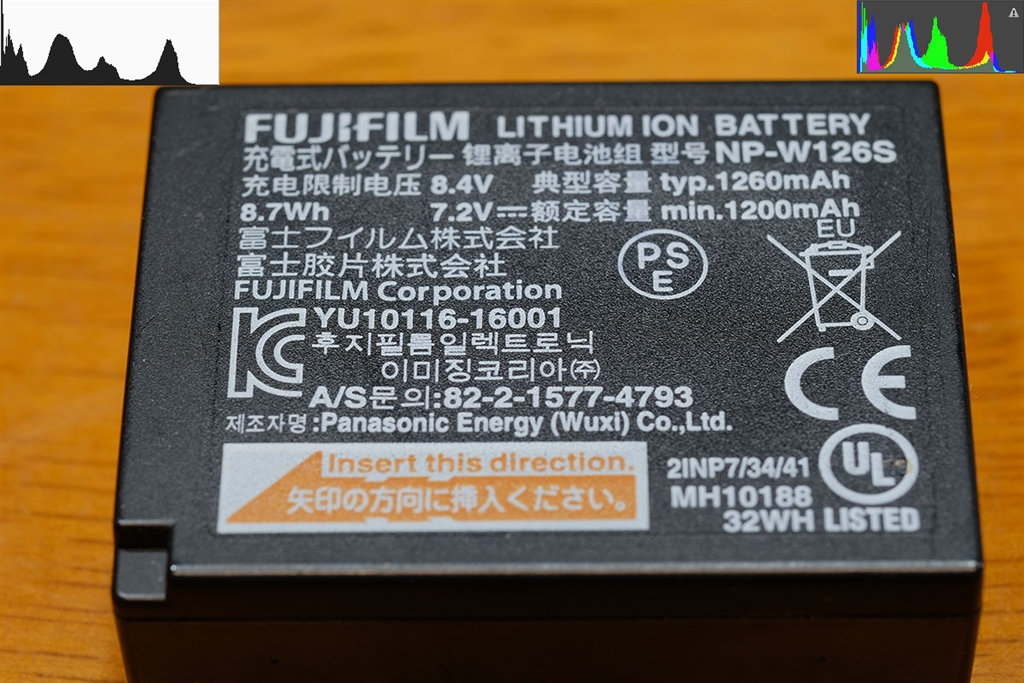 FUJIFILM LITHIUM ION BATTERY
充電式バッテリー 锂离子电池组 型号 NP-W126S
充电限制电压 8.4V 典型容量 typ.1260mAh
8.7Wh 7.2V⎓额定容量 min.1200mAh
富士フイルム株式会社
富士胶片株式会社
FUJIFILM Corporation
EU
PS
E
YU10116-16001
후지필름일렉트로닉
이미징코리아㈜
A/S문의:82-2-1577-4793
제조자명:Panasonic Energy (Wuxi) Co.,Ltd.
CE
Insert this direction.
矢印の方向に挿入ください。
2INP7/34/41
MH10188
32WH
UL
LISTED